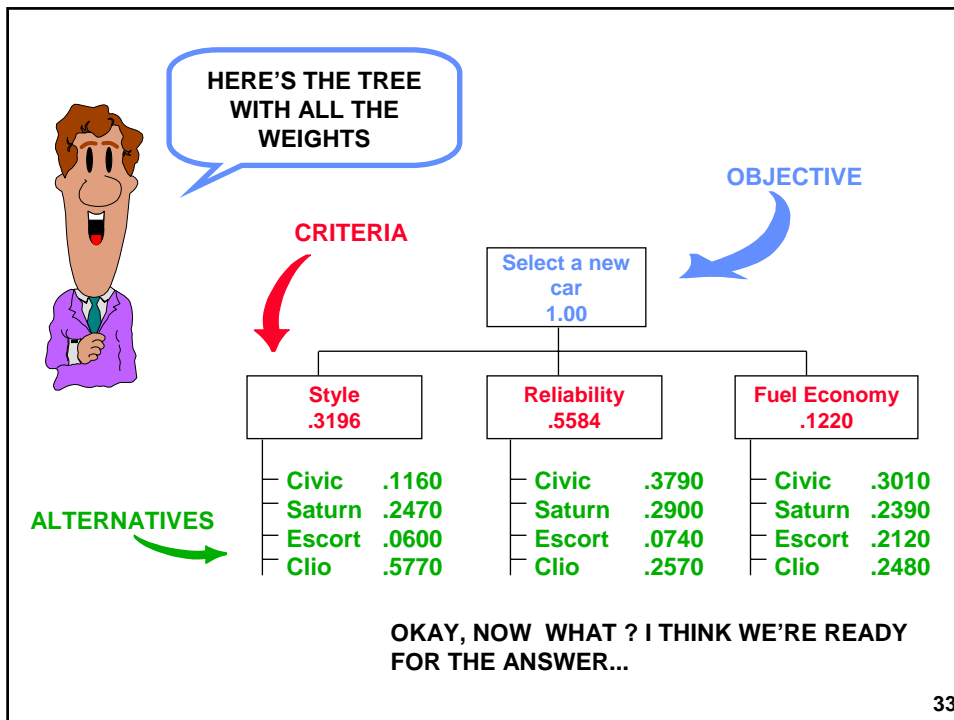 HERE'S THE TREE
WITH ALL THE
WEIGHTS
OBJECTIVE
CRITERIA
Select a new
car
1.00
Style
.3196
Reliability
.5584
Fuel Economy
.1220
ALTERNATIVES
Civic .1160
Saturn .2470
Escort .0600
Clio .5770
Civic .3790
Saturn .2900
Escort .0740
Clio .2570
Civic .3010
Saturn .2390
Escort .2120
Clio .2480
OKAY, NOW WHAT ? I THINK WE'RE READY
FOR THE ANSWER...
33